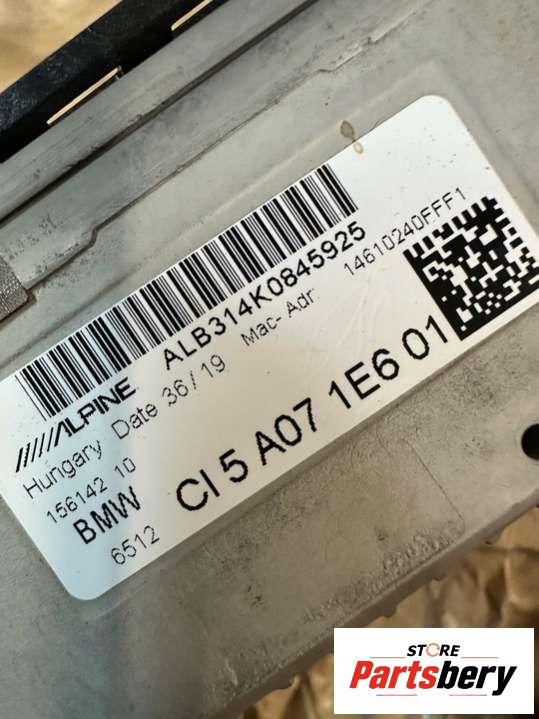 ALB314K0845925
/////ALPINE
Hungary Date 36/19 Mac-Adr: 14610240FFF1
156142 10
BMW CI 5 A07 1E6 01
6512
STORE
Partsbery